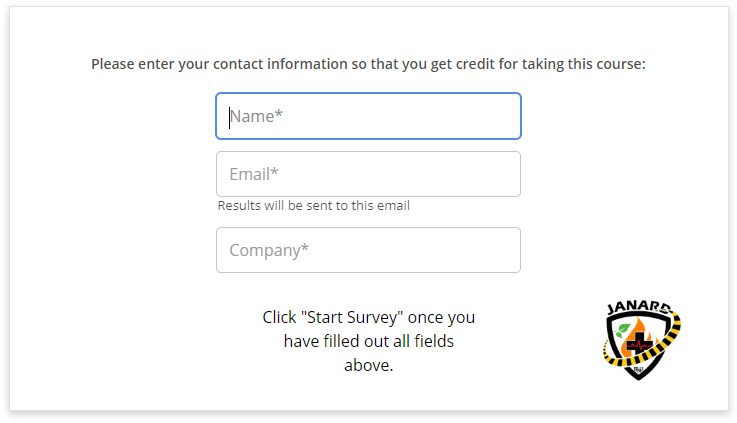 Please enter your contact information so that you get credit for taking this course:
Name*
Email*
Results will be sent to this email
Company*
Click "Start Survey" once you
have filled out all fields
above.
JANARD